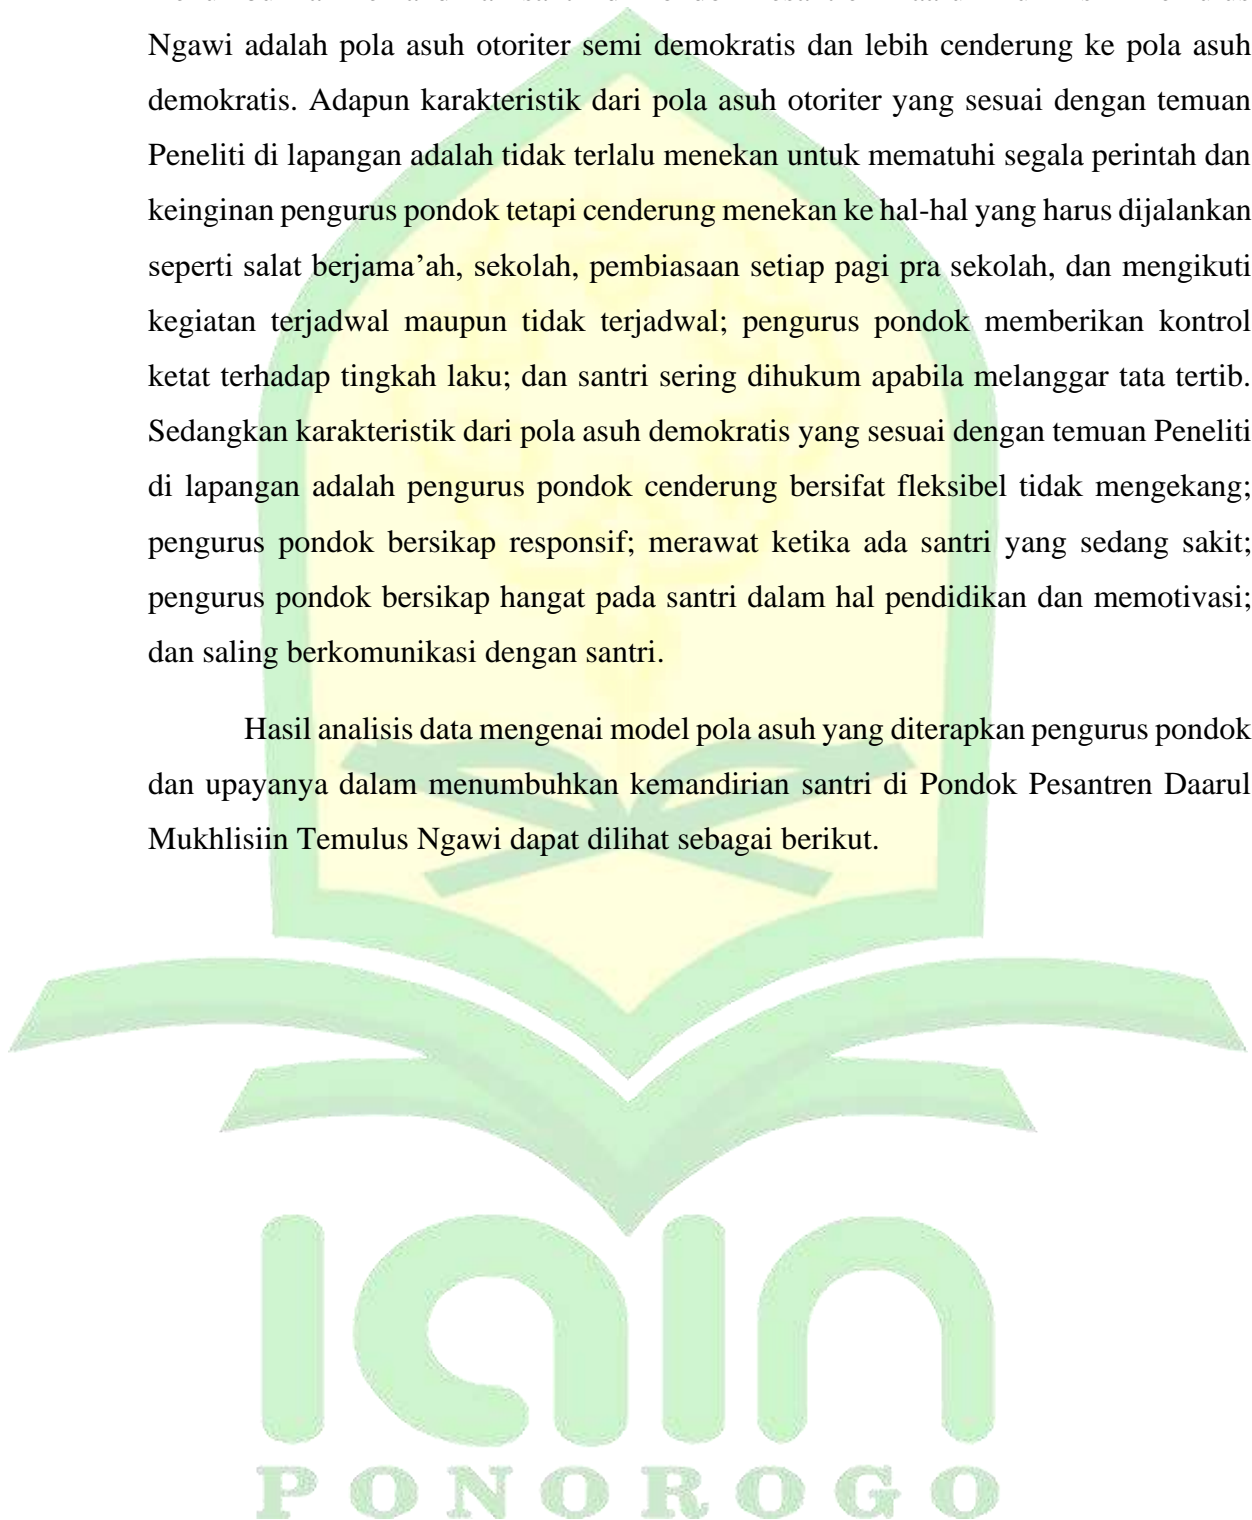 Ngawi adalah pola asuh otoriter semi demokratis dan lebih cenderung ke pola asuh
demokratis. Adapun karakteristik dari pola asuh otoriter yang sesuai dengan temuan
Peneliti di lapangan adalah tidak terlalu menekan untuk mematuhi segala perintah dan
keinginan pengurus pondok tetapi cenderung menekan ke hal-hal yang harus dijalankan
seperti salat berjama’ah, sekolah, pembiasaan setiap pagi pra sekolah, dan mengikuti
kegiatan terjadwal maupun tidak terjadwal; pengurus pondok memberikan kontrol
ketat terhadap tingkah laku; dan santri sering dihukum apabila melanggar tata tertib.
Sedangkan karakteristik dari pola asuh demokratis yang sesuai dengan temuan Peneliti
di lapangan adalah pengurus pondok cenderung bersifat fleksibel tidak mengekang;
pengurus pondok bersikap responsif; merawat ketika ada santri yang sedang sakit;
pengurus pondok bersikap hangat pada santri dalam hal pendidikan dan memotivasi;
dan saling berkomunikasi dengan santri.
Hasil analisis data mengenai model pola asuh yang diterapkan pengurus pondok
dan upayanya dalam menumbuhkan kemandirian santri di Pondok Pesantren Daarul
Mukhlisiin Temulus Ngawi dapat dilihat sebagai berikut.
iain
PONOROGO